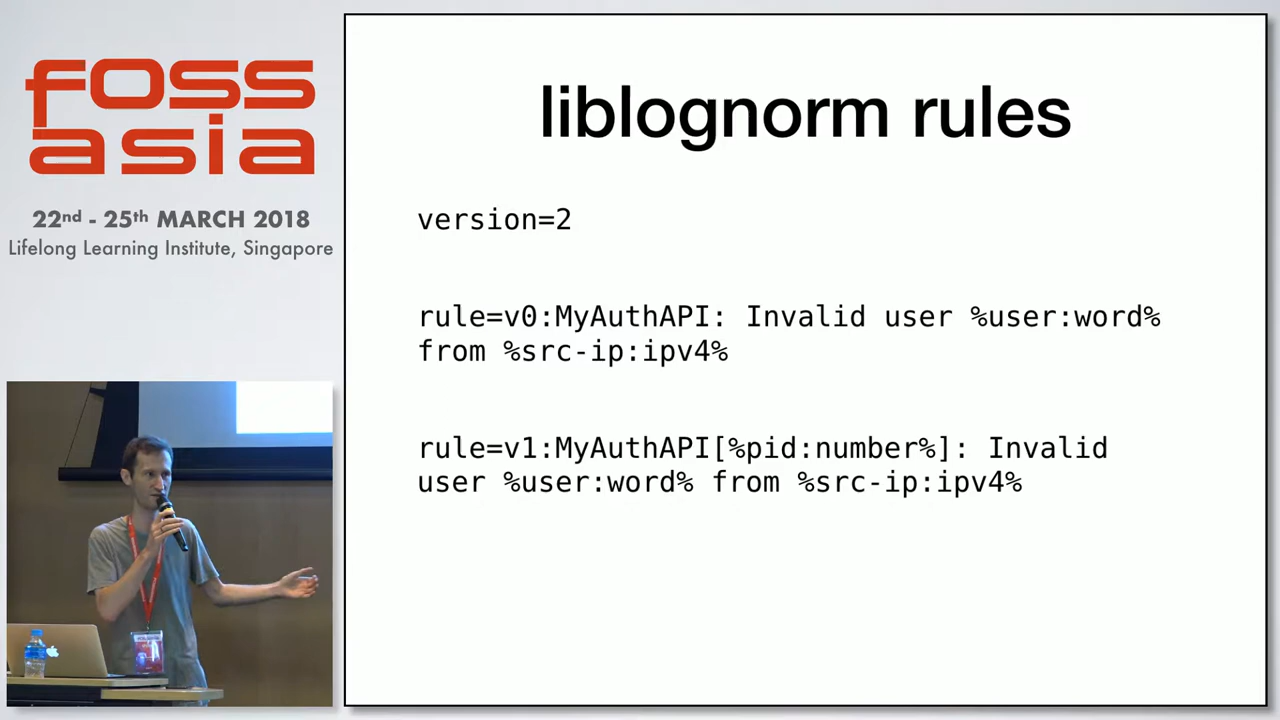 foss
asia
22nd - 25th MARCH 2018
Lifelong Learning Institute, Singapore
liblognorm rules
version=2
rule=v0:MyAuthAPI: Invalid user %user:word%
from %src-ip:ipv4%
rule=v1:MyAuthAPI[%pid:number%]: Invalid
user %user:word% from %src-ip:ipv4%